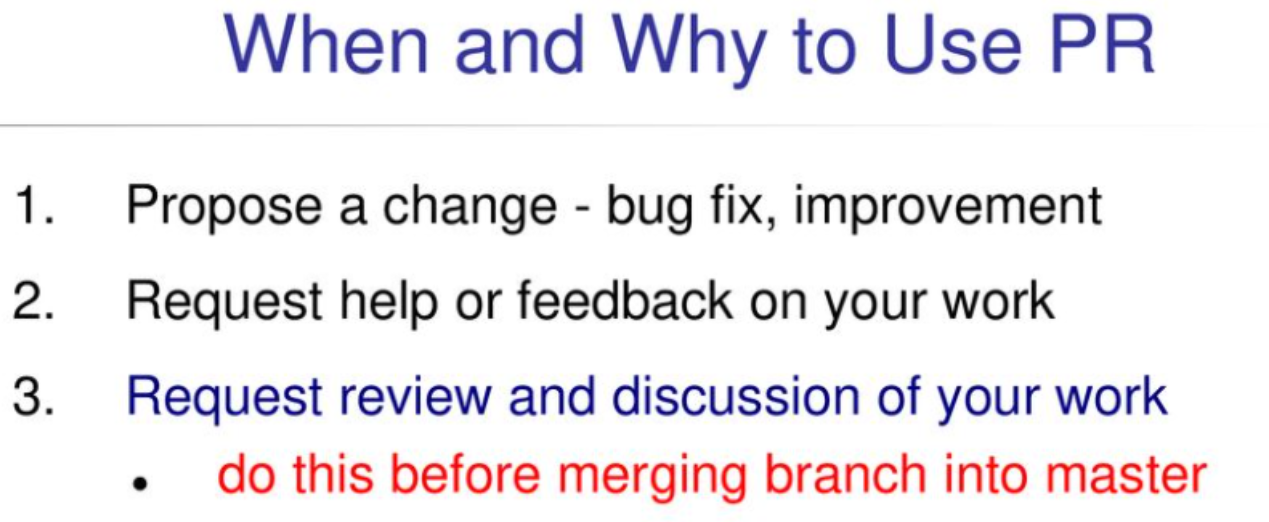 When and Why to Use PR
1. Propose a change - bug fix, improvement
2. Request help or feedback on your work
3. Request review and discussion of your work
• do this before merging branch into master